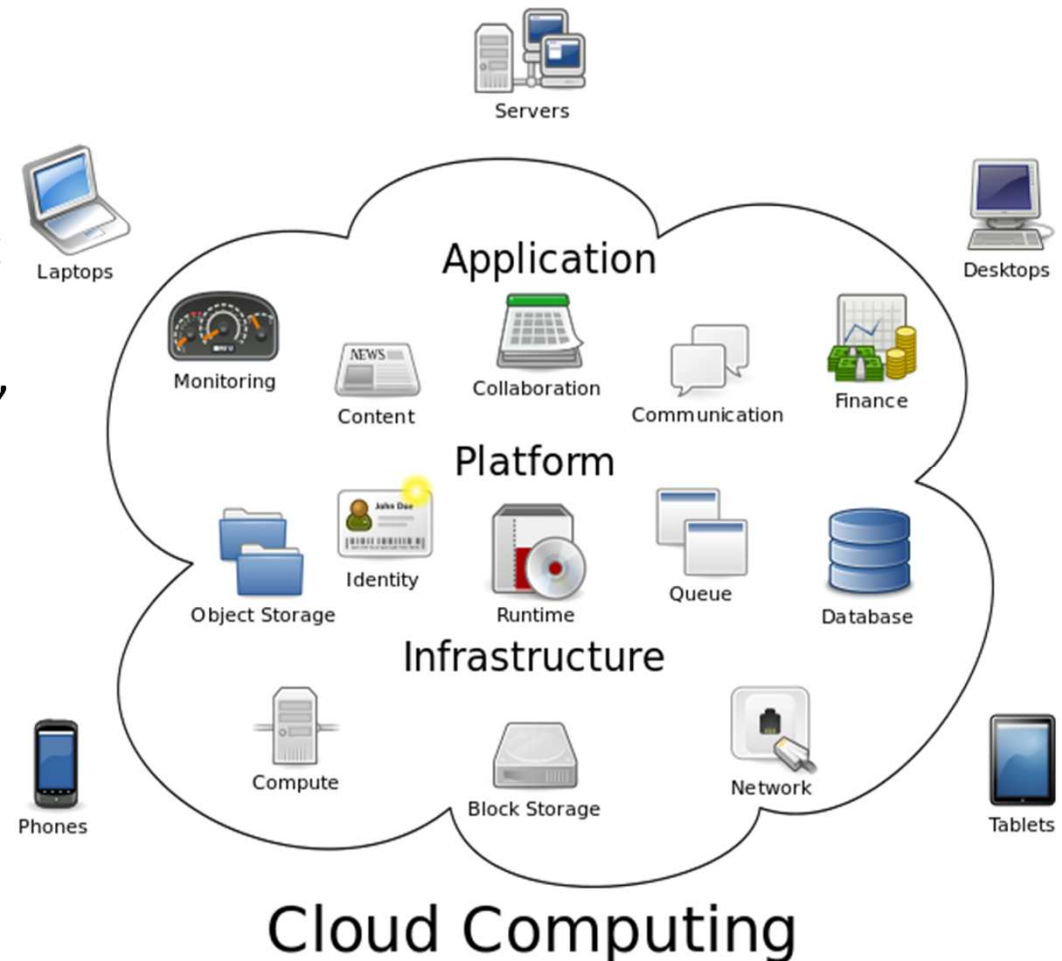 Servers
Laptops
Desktops
Application
Monitoring
NEWS
Content
Collaboration
Communication
Finance
Platform
Object Storage
John Doe
Identity
Runtime
Queue
Database
Infrastructure
Compute
Block Storage
Network
Phones
Tablets
Cloud Computing